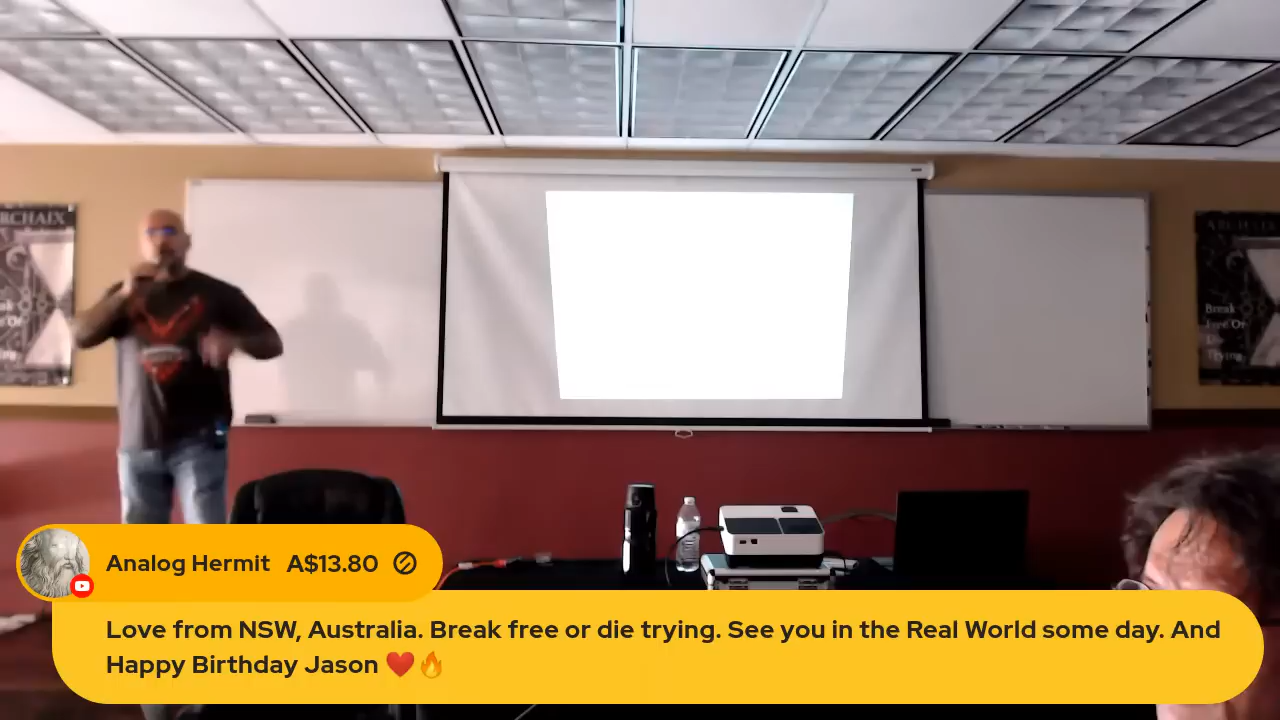 ARCHAIX
ARCHAIX
Break
Free Or
Die
Trying
Analog Hermit A$13.80
Love from NSW, Australia. Break free or die trying. See you in the Real World some day. And
Happy Birthday Jason ❤️🔥